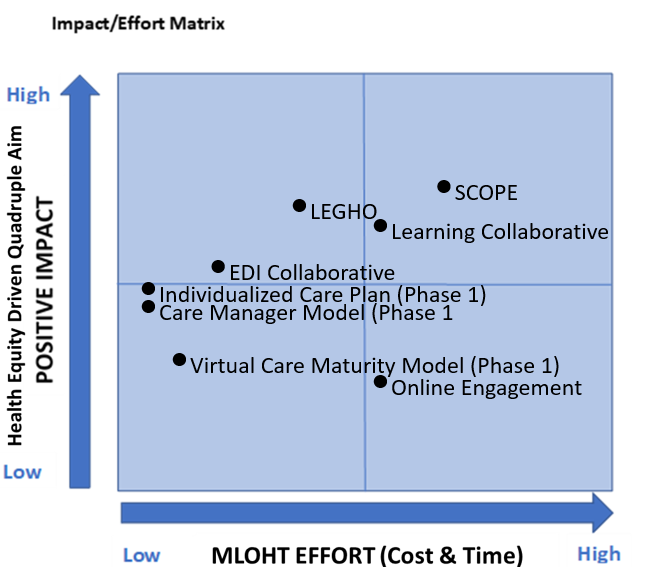 Impact/Effort Matrix
High
Health Equity Driven Quadruple Aim
POSITIVE IMPACT
SCOPE
LEGHO
Learning Collaborative
EDI Collaborative
Individualized Care Plan (Phase 1)
Care Manager Model (Phase 1
Virtual Care Maturity Model (Phase 1)
Online Engagement
Low
Low
MLOHT EFFORT (Cost & Time)
High